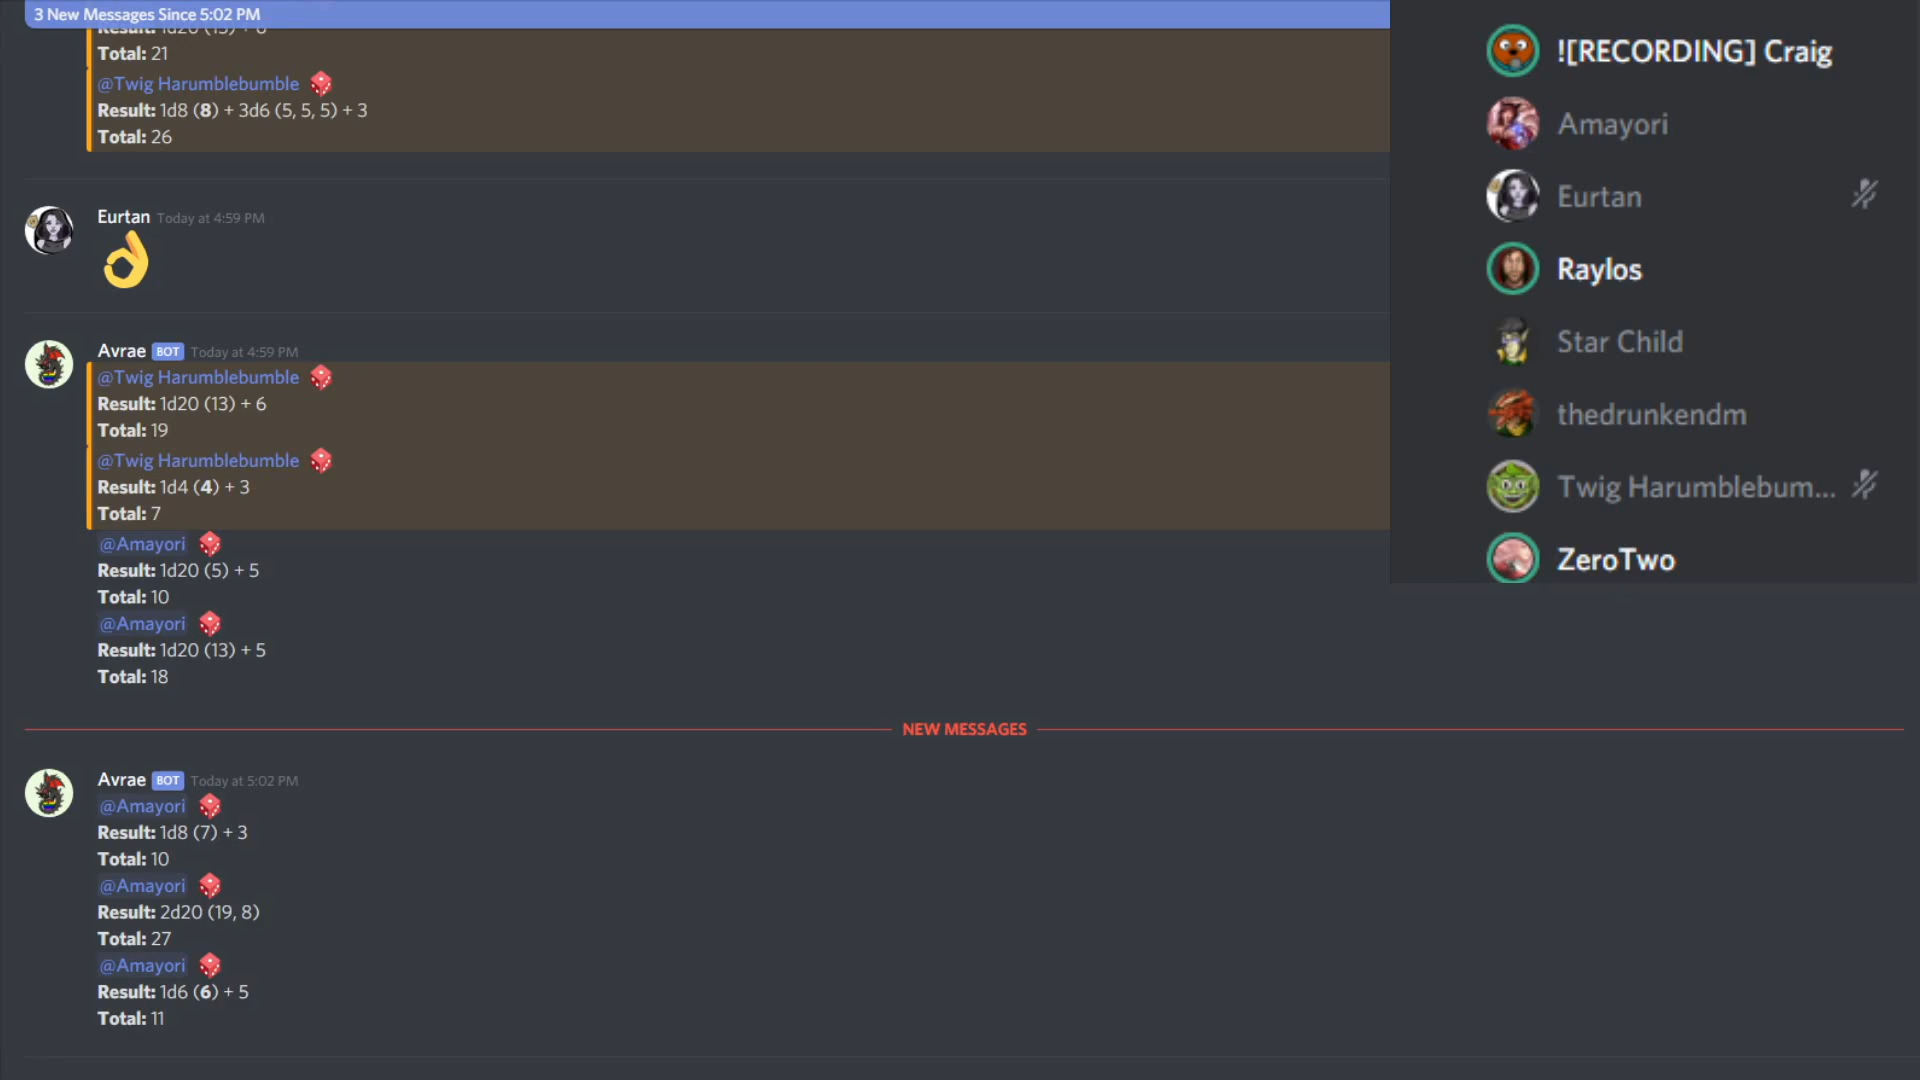 3 New Messages Since 5:02 PM
Result: 1d20 (15) + 6
Total: 21
@Twig Harumblebumble
Result: 1d8 (8) + 3d6 (5, 5, 5) + 3
Total: 26
Eurtan Today at 4:59 PM
Avrae BOT Today at 4:59 PM
@Twig Harumblebumble
Result: 1d20 (13) + 6
Total: 19
@Twig Harumblebumble
Result: 1d4 (4) + 3
Total: 7
@Amayori
Result: 1d20 (5) + 5
Total: 10
@Amayori
Result: 1d20 (13) + 5
Total: 18
NEW MESSAGES
Avrae BOT Today at 5:02 PM
@Amayori
Result: 1d8 (7) + 3
Total: 10
@Amayori
Result: 2d20 (19, 8)
Total: 27
@Amayori
Result: 1d6 (6) + 5
Total: 11
![RECORDING] Craig
Amayori
Eurtan
Raylos
Star Child
thedrunkendm
Twig Harumblebum...
ZeroTwo